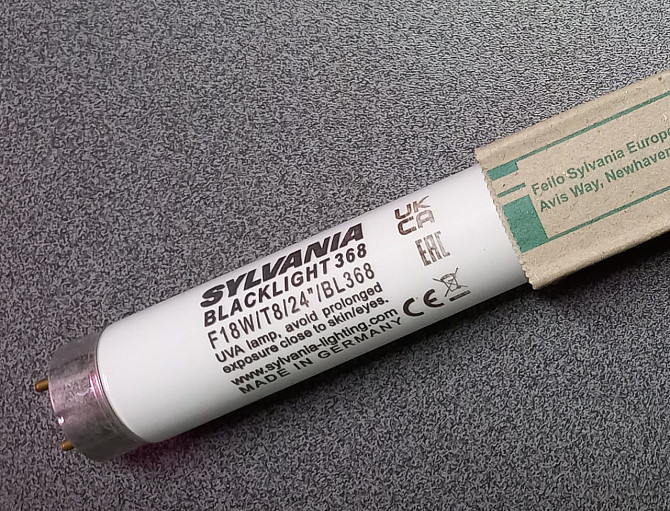 SYLVANIA
BLACKLIGHT 368
F18W/T8/24"/BL368
UVA lamp, avoid prolonged
exposure close to skin/eyes.
www.sylvania-lighting.com
MADE IN GERMANY
UK
CA
EAC
CE
Feilo Sylvania Europ
Avis Way, Newhaven